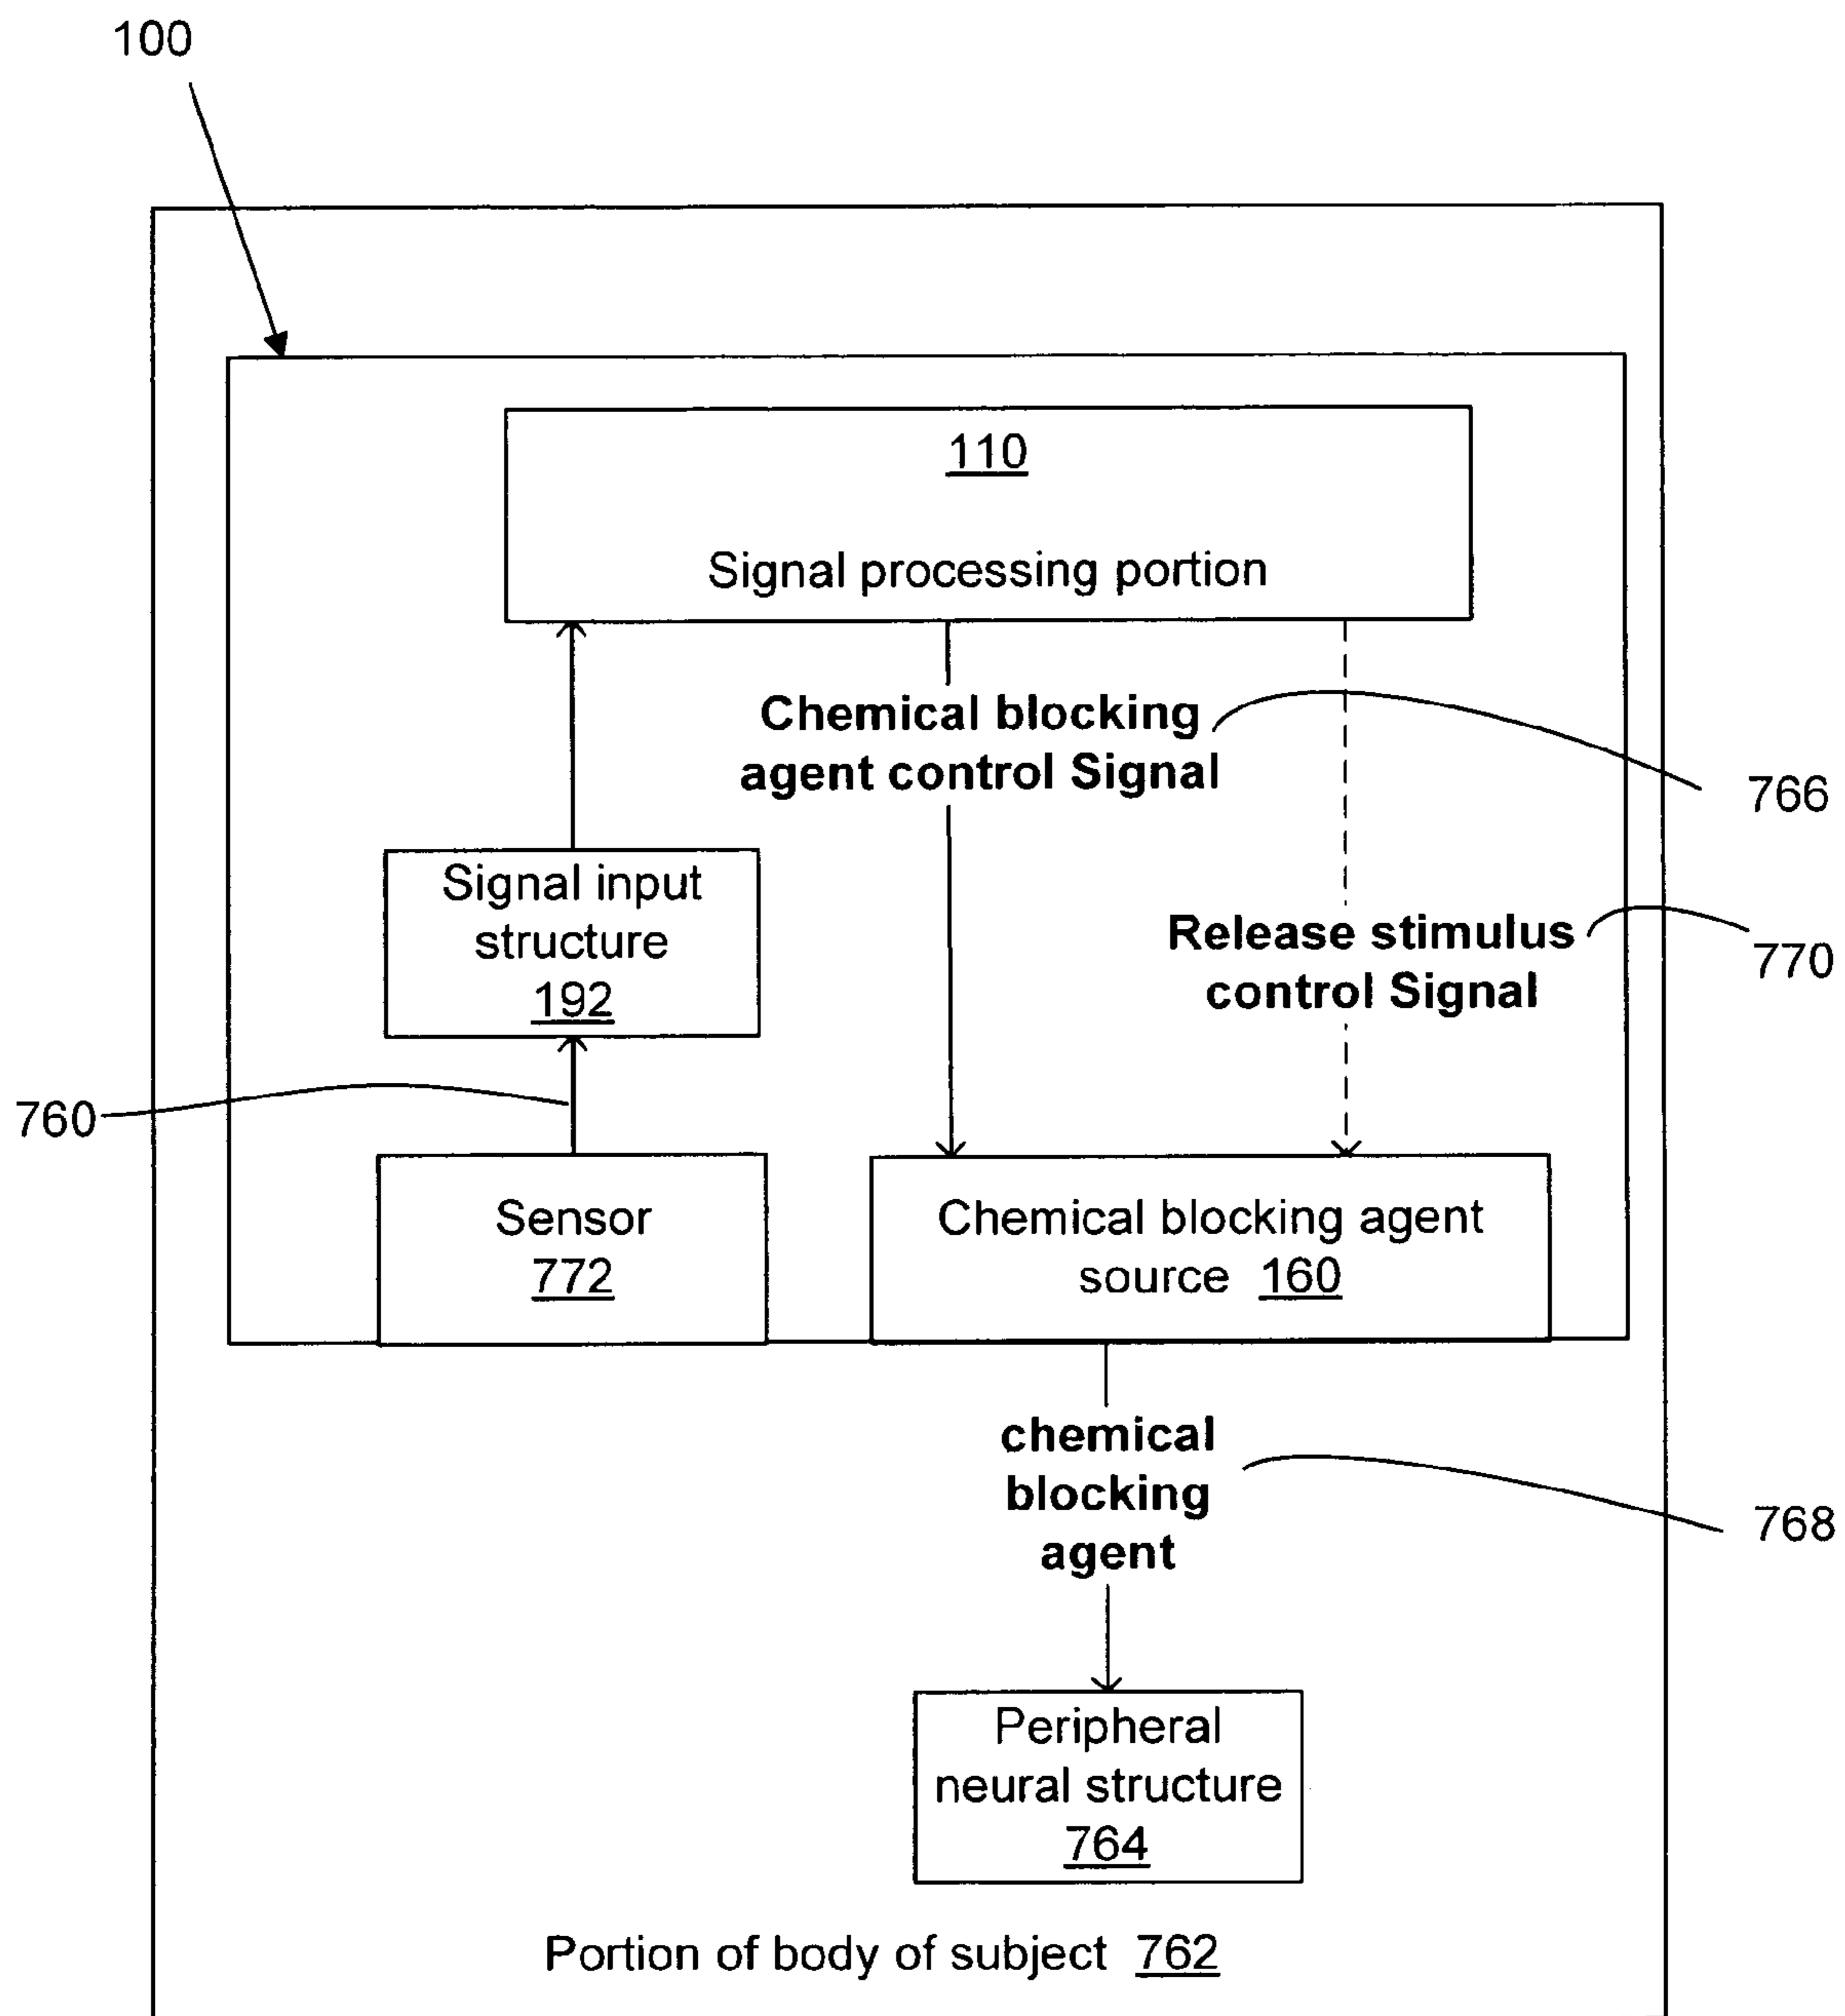 100
110
Signal processing portion
Chemical blocking
agent control Signal
766
Signal input
structure
192
Release stimulus
control Signal
770
760
Sensor
772
Chemical blocking agent
source 160
chemical
blocking
agent
768
Peripheral
neural structure
764
Portion of body of subject 762